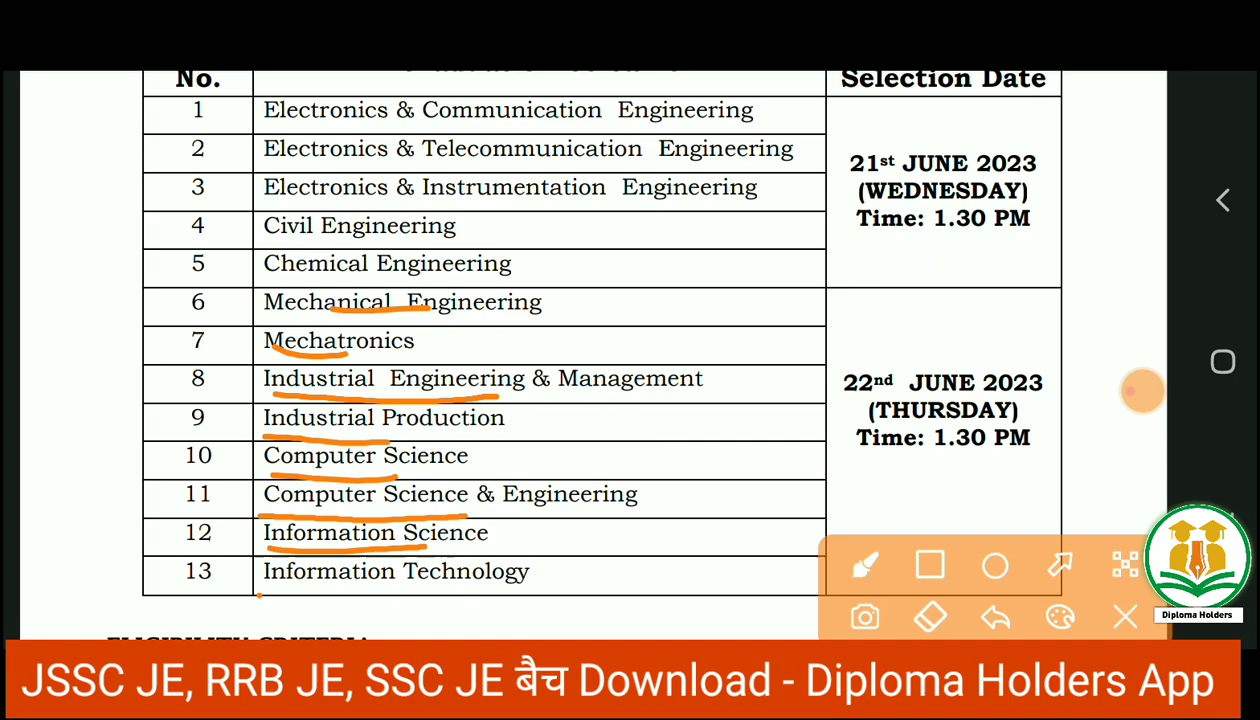 No.
Selection Date
1 Electronics & Communication Engineering
2 Electronics & Telecommunication Engineering
3 Electronics & Instrumentation Engineering
4 Civil Engineering
5 Chemical Engineering
21st JUNE 2023
(WEDNESDAY)
Time: 1.30 PM
6 Mechanical Engineering
7 Mechatronics
8 Industrial Engineering & Management
9 Industrial Production
10 Computer Science
11 Computer Science & Engineering
12 Information Science
13 Information Technology
22nd JUNE 2023
(THURSDAY)
Time: 1.30 PM
ELIGIBILITY CRITERIA
Diploma Holders
JSSC JE, RRB JE, SSC JE बैच Download - Diploma Holders App